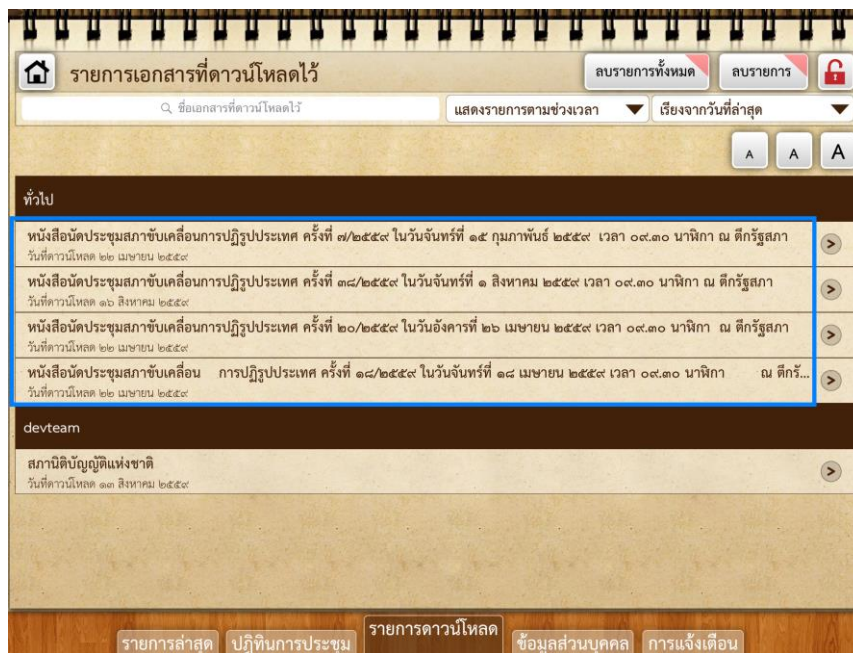 รายการเอกสารที่ดาวน์โหลดไว้
ลบรายการทั้งหมด
ลบรายการ
ชื่อเอกสารที่ดาวน์โหลดไว้
แสดงรายการตามช่วงเวลา
เรียงจากวันที่ล่าสุด
A A A
ทั่วไป
หนังสือนัดประชุมสภาขับเคลื่อนการปฏิรูปประเทศ ครั้งที่ ๗/๒๕๕๙ ในวันจันทร์ที่ ๑๕ กุมภาพันธ์ ๒๕๕๙ เวลา ๐๙.๓๐ นาฬิกา ณ ตึกรัฐสภา
วันที่ดาวน์โหลด ๒๒ เมษายน ๒๕๕๙
หนังสือนัดประชุมสภาขับเคลื่อนการปฏิรูปประเทศ ครั้งที่ ๓๘/๒๕๕๙ ในวันจันทร์ที่ ๑ สิงหาคม ๒๕๕๙ เวลา ๐๙.๓๐ นาฬิกา ณ ตึกรัฐสภา
วันที่ดาวน์โหลด ๑๖ สิงหาคม ๒๕๕๙
หนังสือนัดประชุมสภาขับเคลื่อนการปฏิรูปประเทศ ครั้งที่ ๒๐/๒๕๕๙ ในวันอังคารที่ ๒๖ เมษายน ๒๕๕๙ เวลา ๐๙.๓๐ นาฬิกา ณ ตึกรัฐสภา
วันที่ดาวน์โหลด ๒๒ เมษายน ๒๕๕๙
หนังสือนัดประชุมสภาขับเคลื่อน การปฏิรูปประเทศ ครั้งที่ ๑๘/๒๕๕๙ ในวันจันทร์ที่ ๑๘ เมษายน ๒๕๕๙ เวลา ๐๙.๓๐ นาฬิกา ณ ตึกรั...
วันที่ดาวน์โหลด ๒๒ เมษายน ๒๕๕๙
devteam
สภานิติบัญญัติแห่งชาติ
วันที่ดาวน์โหลด ๑๓ สิงหาคม ๒๕๕๙
รายการล่าสุด
ปฏิทินการประชุม
รายการดาวน์โหลด
ข้อมูลส่วนบุคคล
การแจ้งเตือน